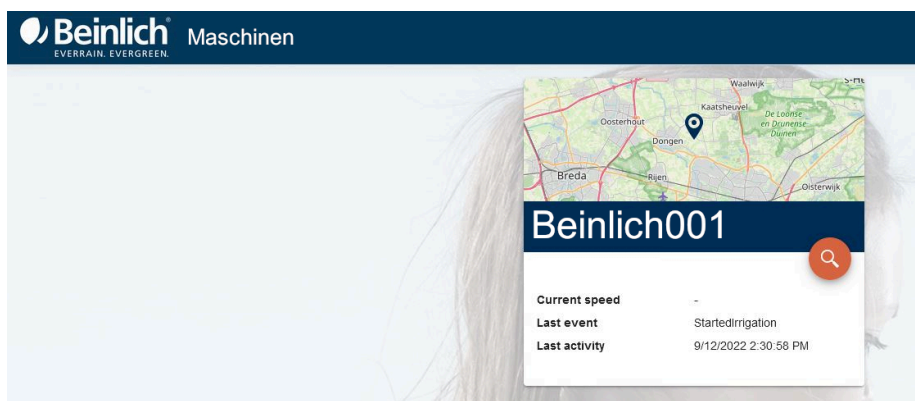 Beinlich®
EVERRAIN. EVERGREEN.
Maschinen
Waalwijk
Kaatsheuvel
De Loonse
en Drunense
Duinen
Oosterhout
Dongen
Breda
Rijen
Oisterwijk
Beinlich001
Current speed -
Last event StartedIrrigation
Last activity 9/12/2022 2:30:58 PM